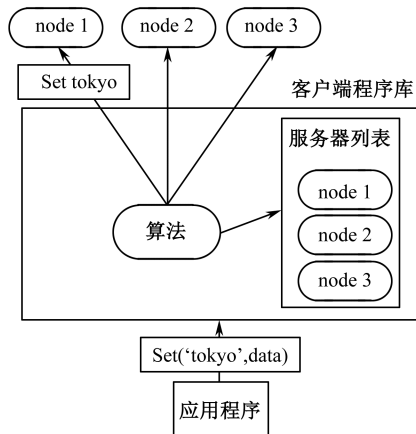 node 1
node 2
node 3
Set tokyo
客户端程序库
服务器列表
node 1
算法
node 2
node 3
Set(‘tokyo’,data)
应用程序